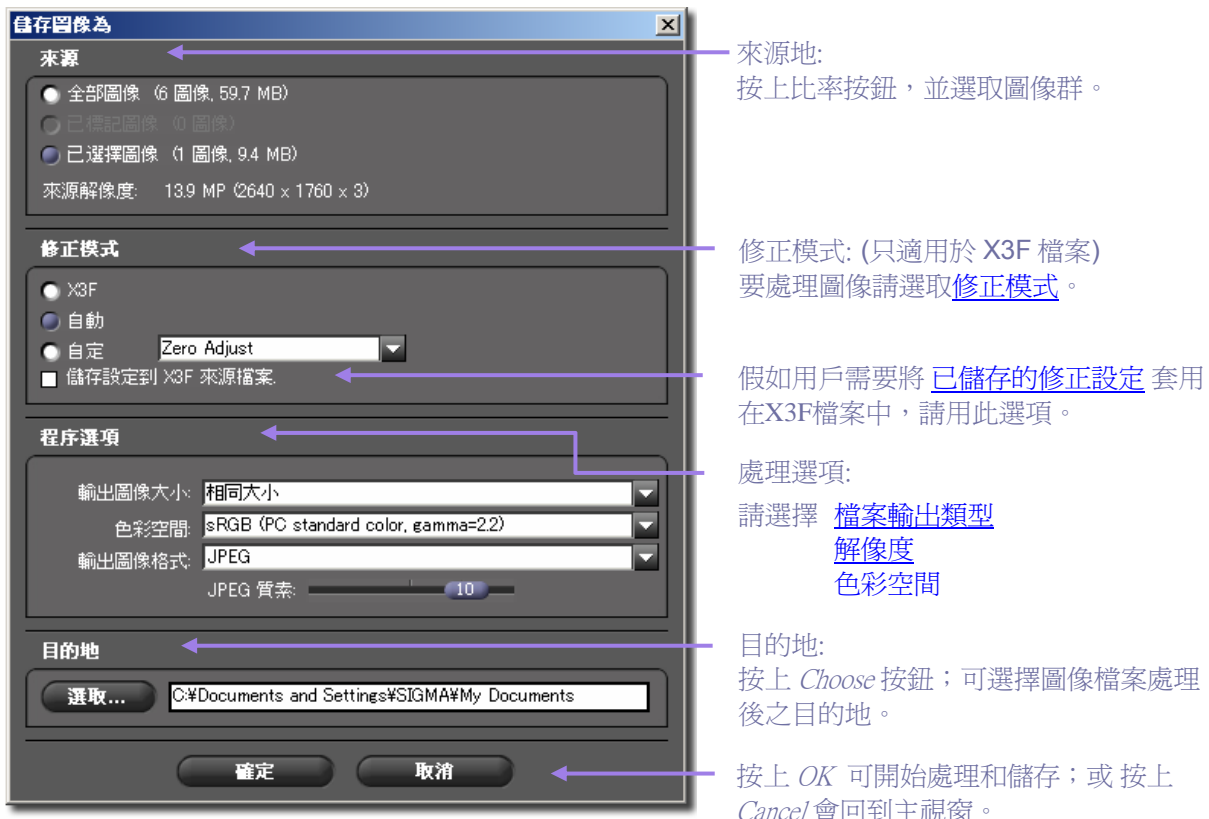 儲存圖像為
來源
全部圖像 (6 圖像, 59.7 MB)
已標記圖像 (0 圖像)
已選擇圖像 (1 圖像, 9.4 MB)
來源解像度: 13.9 MP (2640 x 1760 x 3)
修正模式
X3F
自動
自定 Zero Adjust
儲存設定到 X3F 來源檔案.
程序選項
輸出圖像大小: 相同大小
色彩空間: sRGB (PC standard color, gamma=2.2)
輸出圖像格式: JPEG
JPEG 質素: 10
目的地
選取... C:¥Documents and Settings¥SIGMA¥My Documents
確定 取消
來源地:
按上比率按鈕，並選取圖像群。
修正模式: (只適用於 X3F 檔案)
要處理圖像請選取修正模式。
假如用戶需要將 已儲存的修正設定 套用
在X3F檔案中，請用此選項。
處理選項:
請選擇 檔案輸出類型
解像度
色彩空間
目的地:
按上 Choose 按鈕；可選擇圖像檔案處理
後之目的地。
按上 OK 可開始處理和儲存；或 按上
Cancel 會回到主視窗。